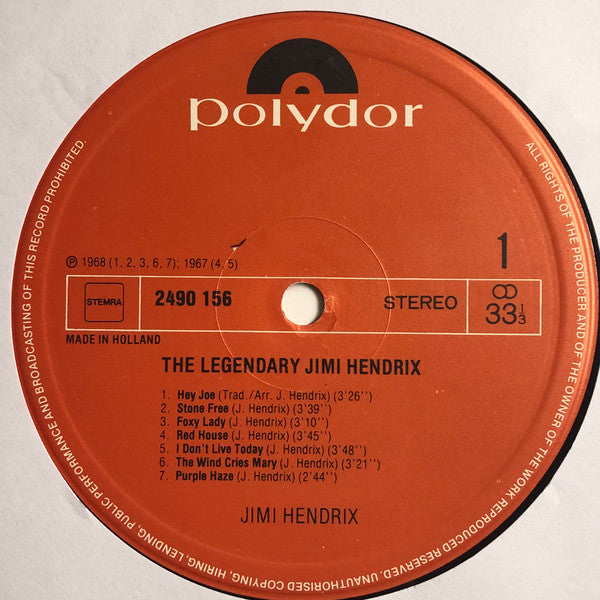 polydor
℗ 1968 (1, 2, 3, 6, 7); 1967 (4, 5)
1
STEMRA
2490 156
STEREO
33 1/3
MADE IN HOLLAND
THE LEGENDARY JIMI HENDRIX
1. Hey Joe (Trad./Arr. J. Hendrix) (3'26'')
2. Stone Free (J. Hendrix) (3'39'')
3. Foxy Lady (J. Hendrix) (3'10'')
4. Red House (J. Hendrix) (3'45'')
5. I Don't Live Today (J. Hendrix) (3'48'')
6. The Wind Cries Mary (J. Hendrix) (3'21'')
7. Purple Haze (J. Hendrix) (2'44'')
JIMI HENDRIX
ALL RIGHTS OF THE PRODUCER AND OF THE OWNER OF THE WORK REPRODUCED RESERVED. UNAUTHORISED COPYING, HIRING, LENDING, PUBLIC PERFORMANCE AND BROADCASTING OF THIS RECORD PROHIBITED.